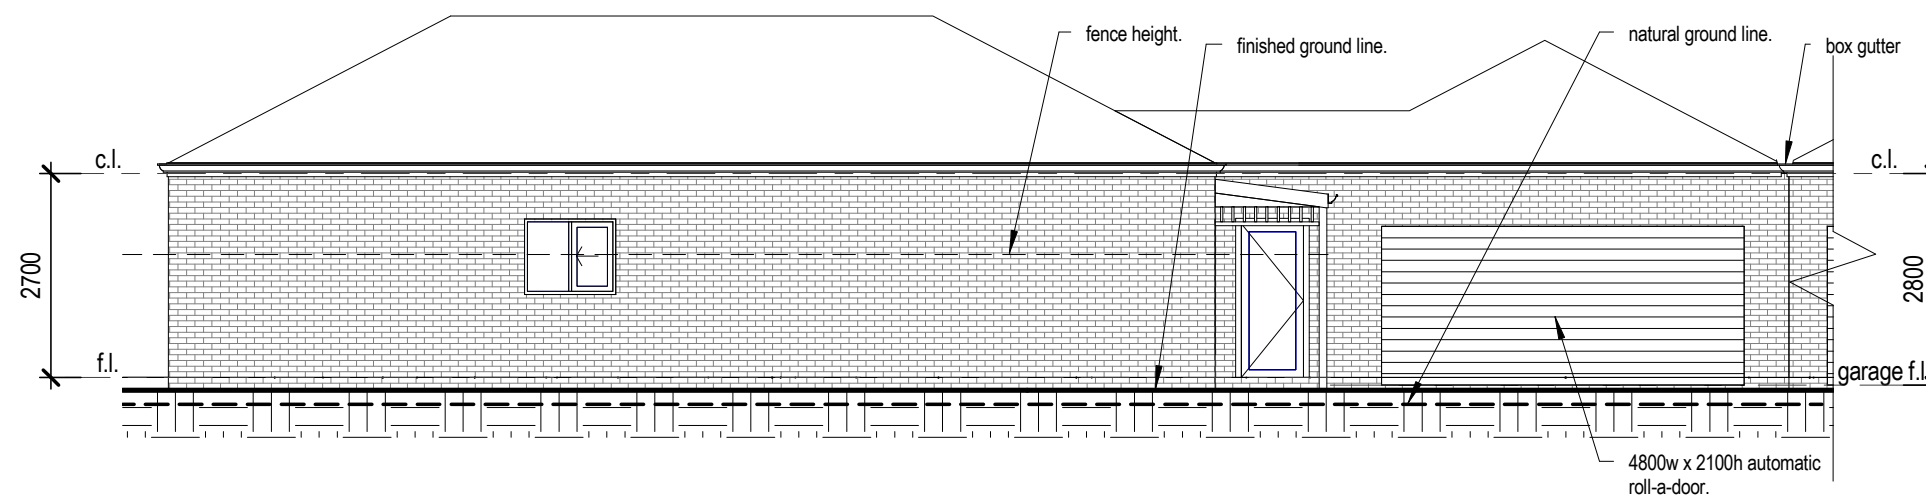 fence height.
finished ground line.
natural ground line.
box gutter
c.l.
c.l.
2700
2800
f.l.
garage f.l.
4800w x 2100h automatic
roll-a-door.